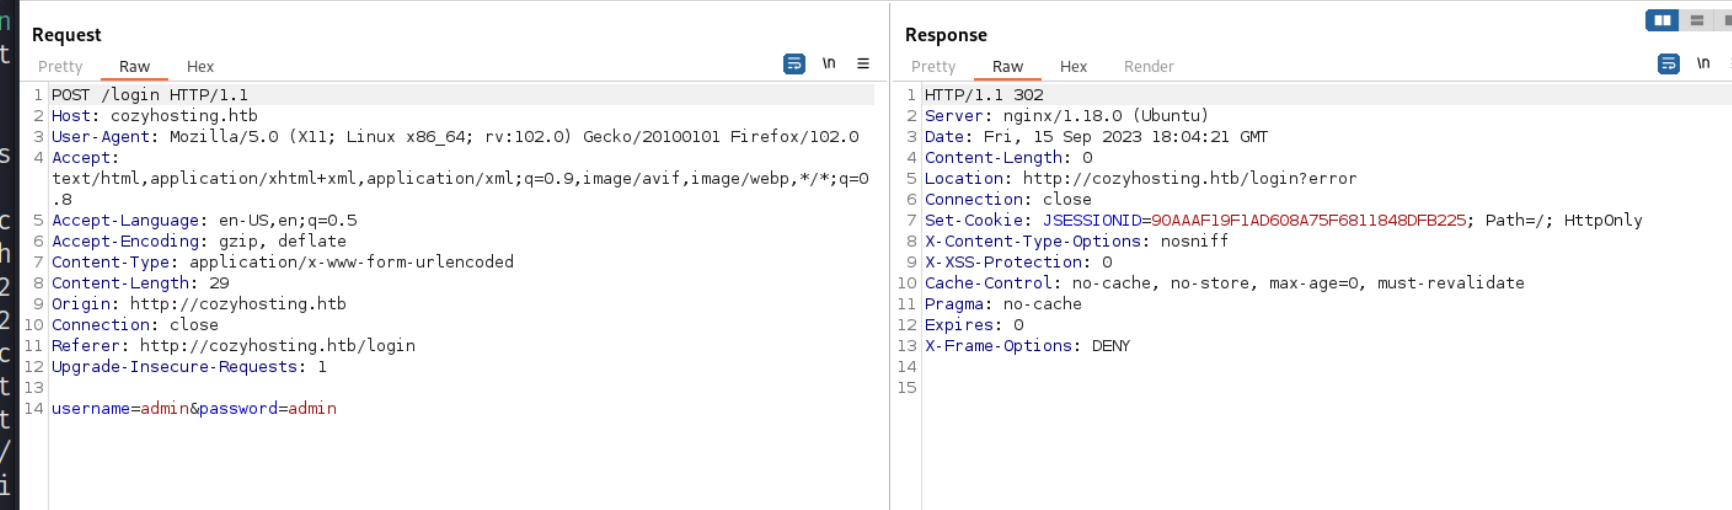 Request
Pretty Raw Hex
\n
1 POST /login HTTP/1.1
2 Host: cozyhosting.htb
3 User-Agent: Mozilla/5.0 (X11; Linux x86_64; rv:102.0) Gecko/20100101 Firefox/102.0
4 Accept:
text/html,application/xhtml+xml,application/xml;q=0.9,image/avif,image/webp,*/*;q=0
.8
5 Accept-Language: en-US,en;q=0.5
6 Accept-Encoding: gzip, deflate
7 Content-Type: application/x-www-form-urlencoded
8 Content-Length: 29
9 Origin: http://cozyhosting.htb
10 Connection: close
11 Referer: http://cozyhosting.htb/login
12 Upgrade-Insecure-Requests: 1
13
14 username=admin&password=admin
Response
Pretty Raw Hex Render
\n
1 HTTP/1.1 302
2 Server: nginx/1.18.0 (Ubuntu)
3 Date: Fri, 15 Sep 2023 18:04:21 GMT
4 Content-Length: 0
5 Location: http://cozyhosting.htb/login?error
6 Connection: close
7 Set-Cookie: JSESSIONID=90AAAF19F1AD608A75F6811848DFB225; Path=/; HttpOnly
8 X-Content-Type-Options: nosniff
9 X-XSS-Protection: 0
10 Cache-Control: no-cache, no-store, max-age=0, must-revalidate
11 Pragma: no-cache
12 Expires: 0
13 X-Frame-Options: DENY
14
15